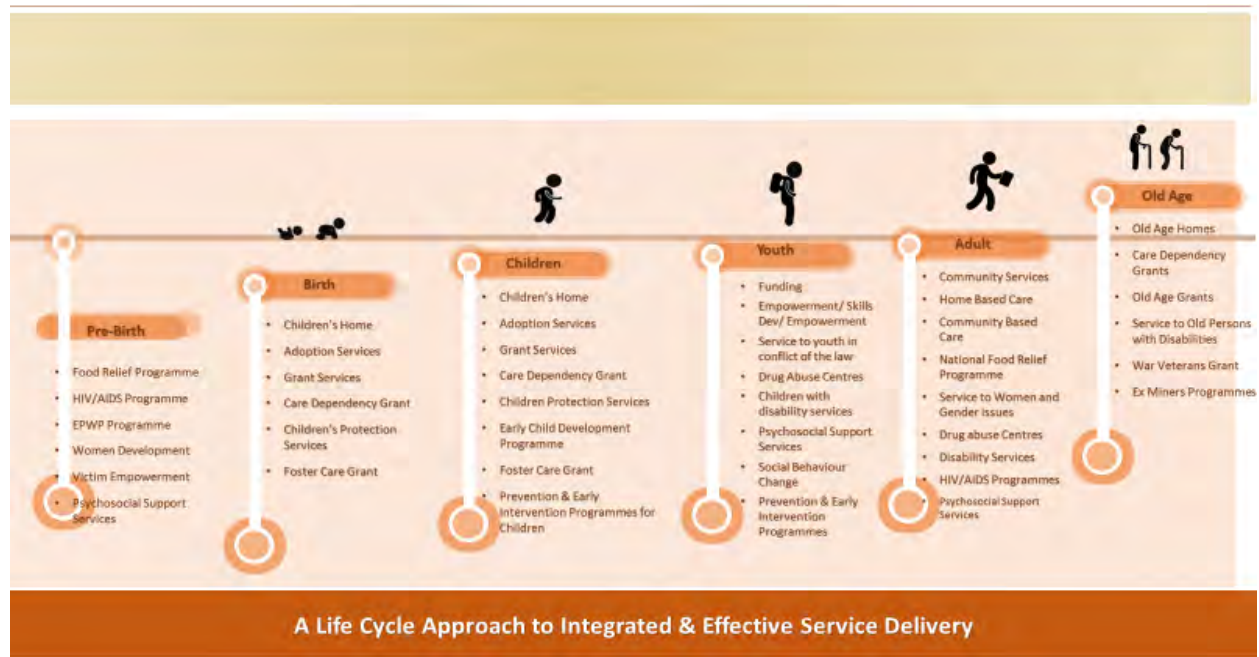 Pre-Birth
• Food Relief Programme
• HIV/AIDS Programme
• EPWP Programme
• Women Development
• Victim Empowerment
• Psychosocial Support
Services
Birth
• Children's Home
• Adoption Services
• Grant Services
• Care Dependency Grant
• Children's Protection
Services
• Foster Care Grant
Children
• Children's Home
• Adoption Services
• Grant Services
• Care Dependency Grant
• Children Protection Services
• Early Child Development
Programme
• Foster Care Grant
• Prevention & Early
Intervention Programmes for
Children
Youth
• Funding
• Empowerment/ Skills
Dev/ Empowerment
• Service to youth in
conflict of the law
• Drug Abuse Centres
• Children with
disability services
• Psychosocial Support
Services
• Social Behaviour
Change
• Prevention & Early
Intervention
Programmes
Adult
• Community Services
• Home Based Care
• Community Based
Care
• National Food Relief
Programme
• Service to Women and
Gender issues
• Drug abuse Centres
• Disability Services
• HIV/AIDS Programmes
• Psychosocial Support
Services
Old Age
• Old Age Homes
• Care Dependency
Grants
• Old Age Grants
• Service to Old Persons
with Disabilities
• War Veterans Grant
• Ex Miners Programmes
A Life Cycle Approach to Integrated & Effective Service Delivery